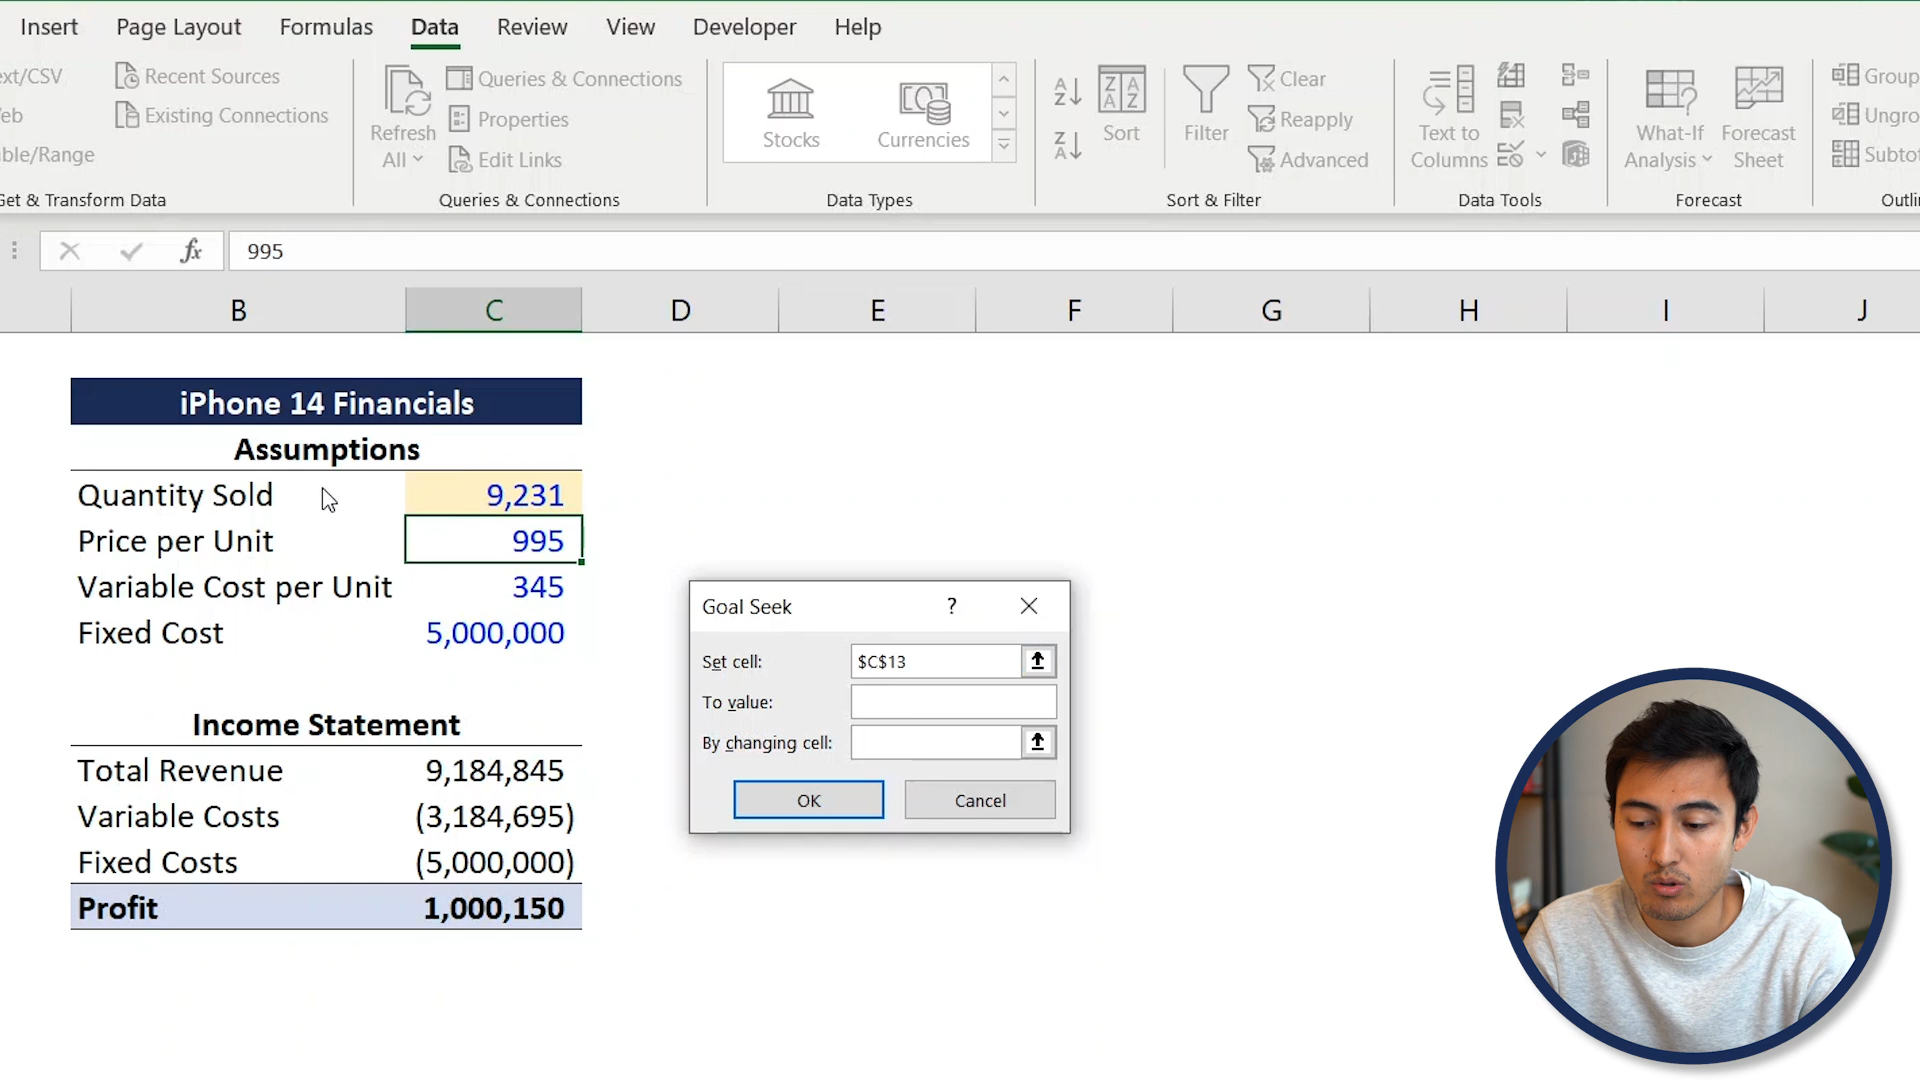 Insert Page Layout Formulas Data Review View Developer Help
ext/CSV Recent Sources
eb Existing Connections
ble/Range
Get & Transform Data
Refresh All
Queries & Connections
Properties
Edit Links
Queries & Connections
Stocks Currencies
Data Types
Sort
Filter
Clear
Reapply
Advanced
Sort & Filter
Text to Columns
Data Tools
What-If Analysis
Forecast Sheet
Forecast
Group
Ungro
Subtot
Outli
fx 995
B C D E F G H I J
iPhone 14 Financials
Assumptions
Quantity Sold 9,231
Price per Unit 995
Variable Cost per Unit 345
Fixed Cost 5,000,000
Income Statement
Total Revenue 9,184,845
Variable Costs (3,184,695)
Fixed Costs (5,000,000)
Profit 1,000,150
Goal Seek ?
Set cell: $C$13
To value:
By changing cell:
OK Cancel